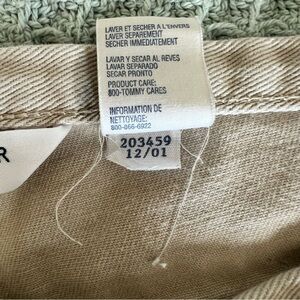 LAVER ET SECHER A L'ENVERS
LAVER SEPAREMENT
SECHER IMMEDIATEMENT
LAVAR Y SECAR AL REVES
LAVAR SEPARADO
SECAR PRONTO
PRODUCT CARE:
800-TOMMY CARES
INFORMATION DE
NETTOYAGE:
800-866-6922
203459
12/01
R